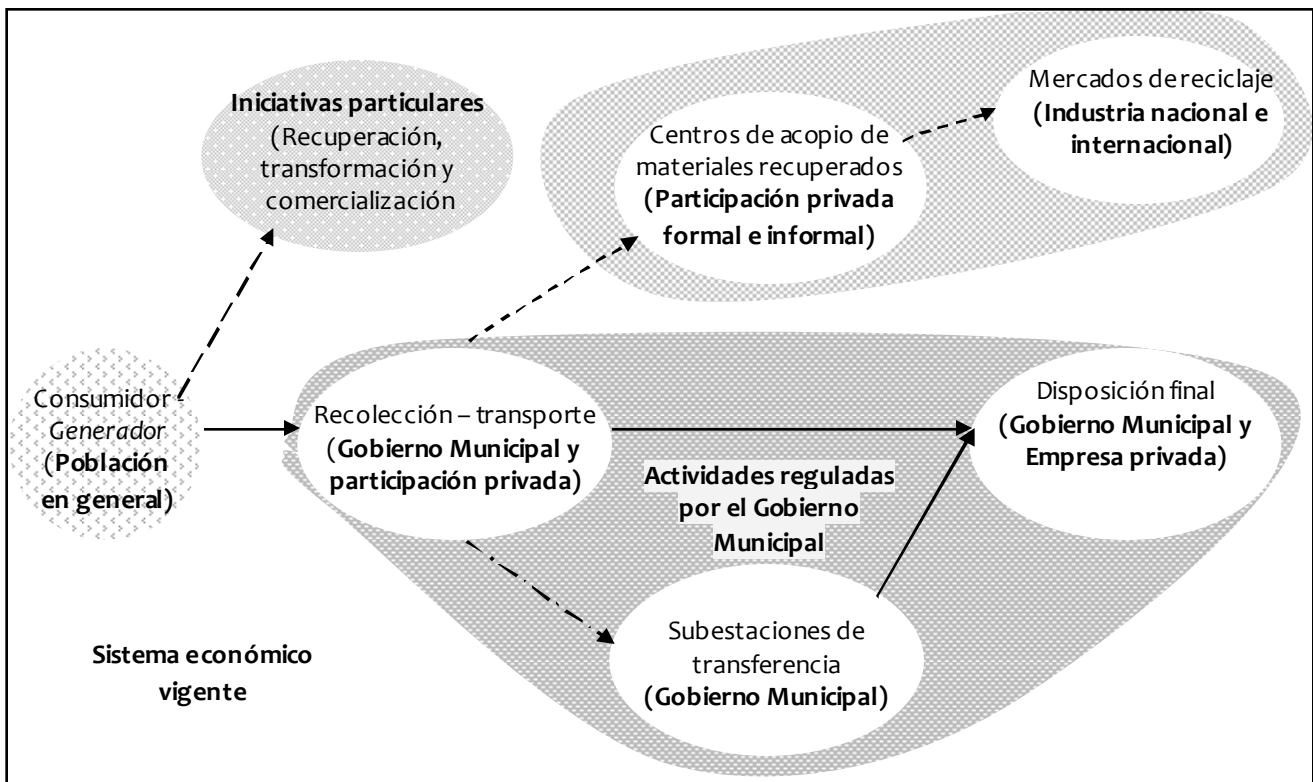 Iniciativas particulares
(Recuperación,
transformación y
comercialización
Centros de acopio de
materiales recuperados
(Participación privada
formal e informal)
Mercados de reciclaje
(Industria nacional e
internacional)
Consumidor -
Generador
(Población
en general)
Recolección – transporte
(Gobierno Municipal y
participación privada)
Disposición final
(Gobierno Municipal y
Empresa privada)
Actividades reguladas
por el Gobierno
Municipal
Subestaciones de
transferencia
(Gobierno Municipal)
Sistema económico
vigente